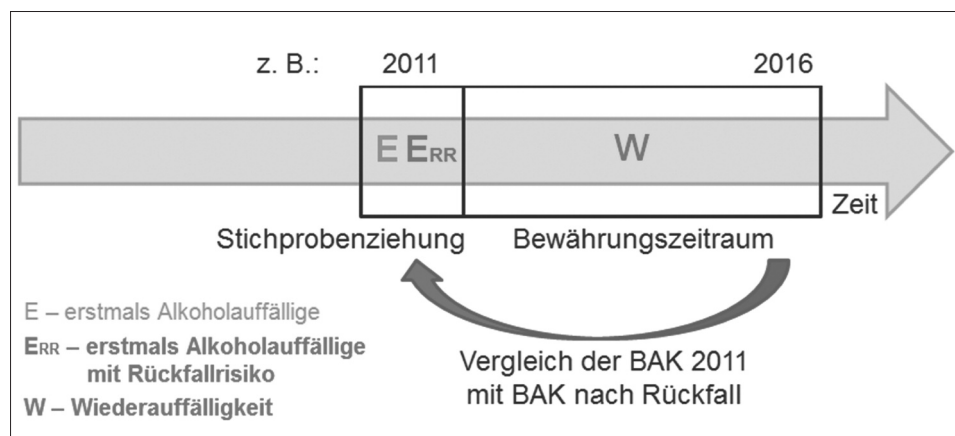 z. B.: 2011 2016
E ERR W
Zeit
Stichprobenziehung Bewährungszeitraum
E – erstmals Alkoholauffällige
ERR – erstmals Alkoholauffällige
mit Rückfallrisiko
W – Wiederauffälligkeit
Vergleich der BAK 2011
mit BAK nach Rückfall